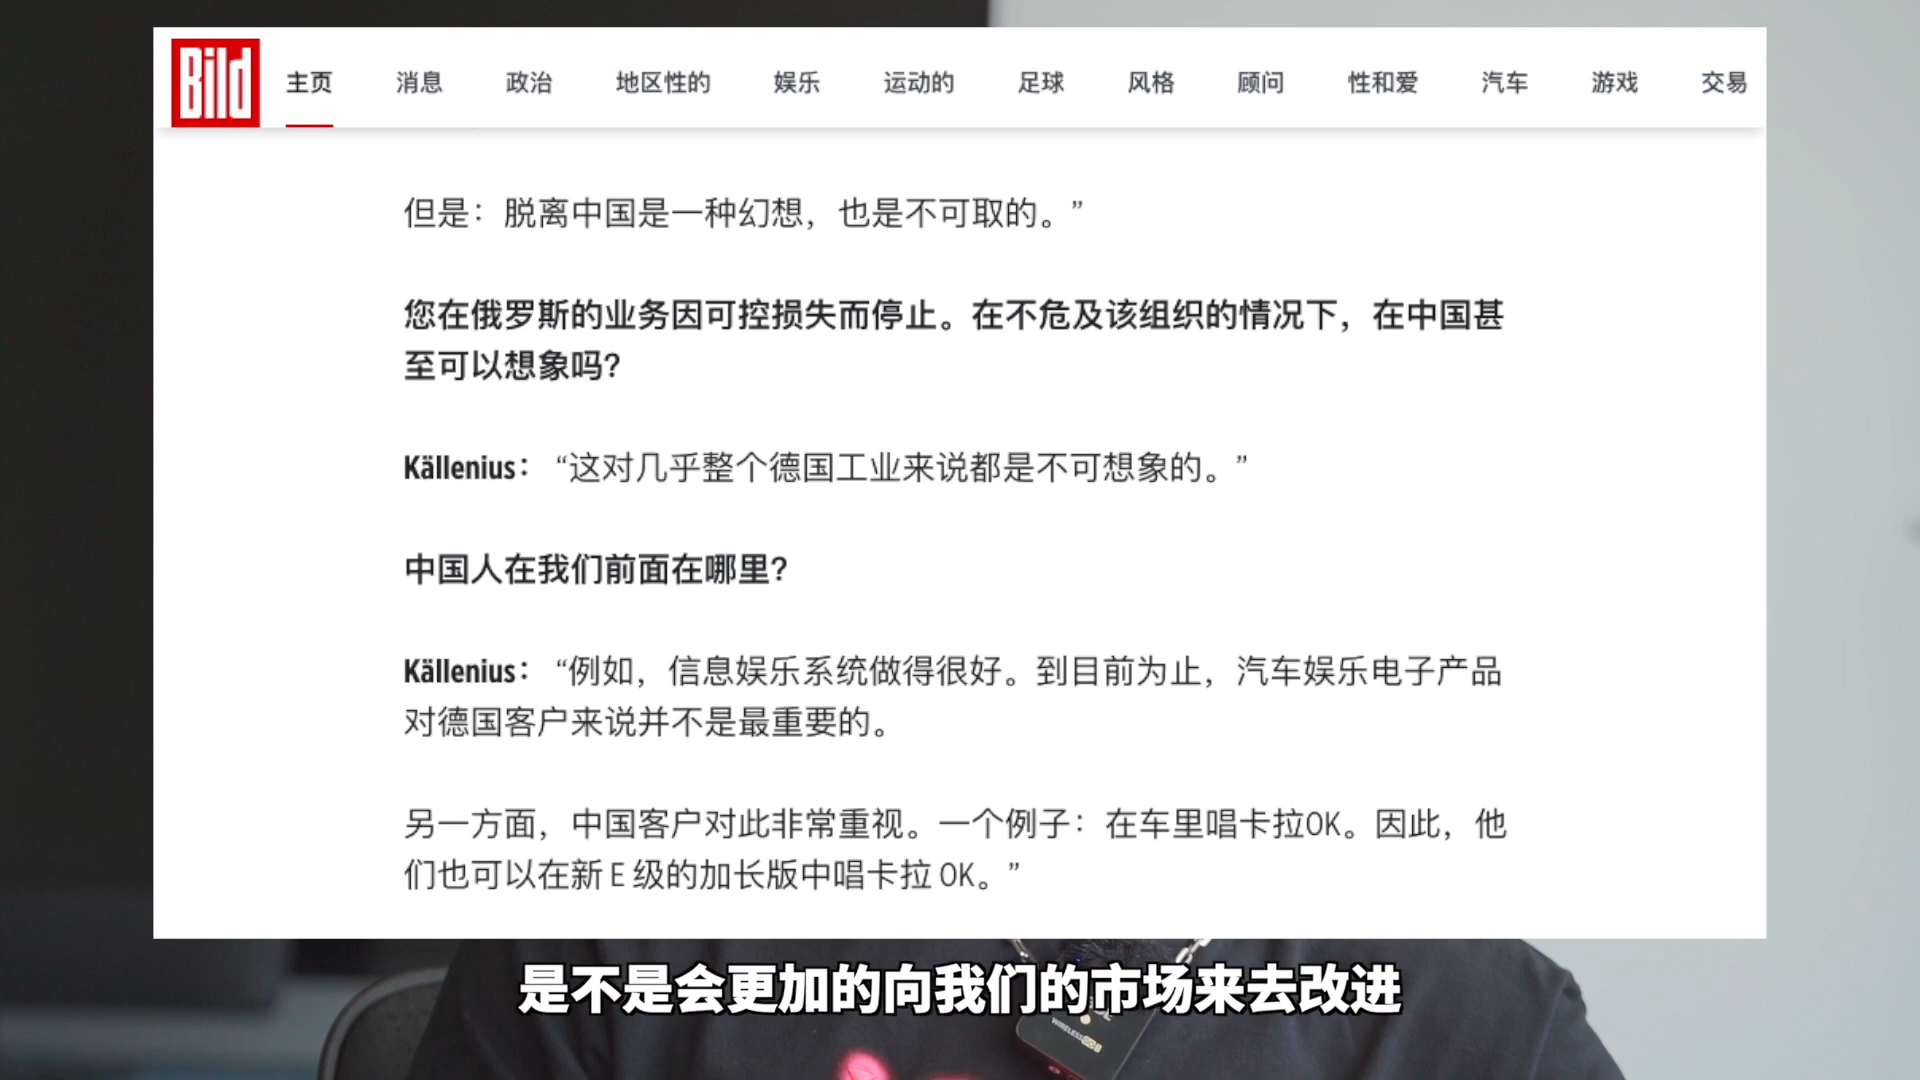 Bild 主页 消息 政治 地区性的 娱乐 运动的 足球 风格 顾问 性和爱 汽车 游戏 交易
但是：脱离中国是一种幻想，也是不可取的。”
您在俄罗斯的业务因可控损失而停止。在不危及该组织的情况下，在中国甚
至可以想象吗？
Källenius：“这对几乎整个德国工业来说都是不可想象的。”
中国人在我们前面在哪里？
Källenius：“例如，信息娱乐系统做得很好。到目前为止，汽车娱乐电子产品
对德国客户来说并不是最重要的。
另一方面，中国客户对此非常重视。一个例子：在车里唱卡拉OK。因此，他
们也可以在新 E 级的加长版中唱卡拉 OK。”
是不是会更加的向我们的市场来去改进
WIRELESS GO II